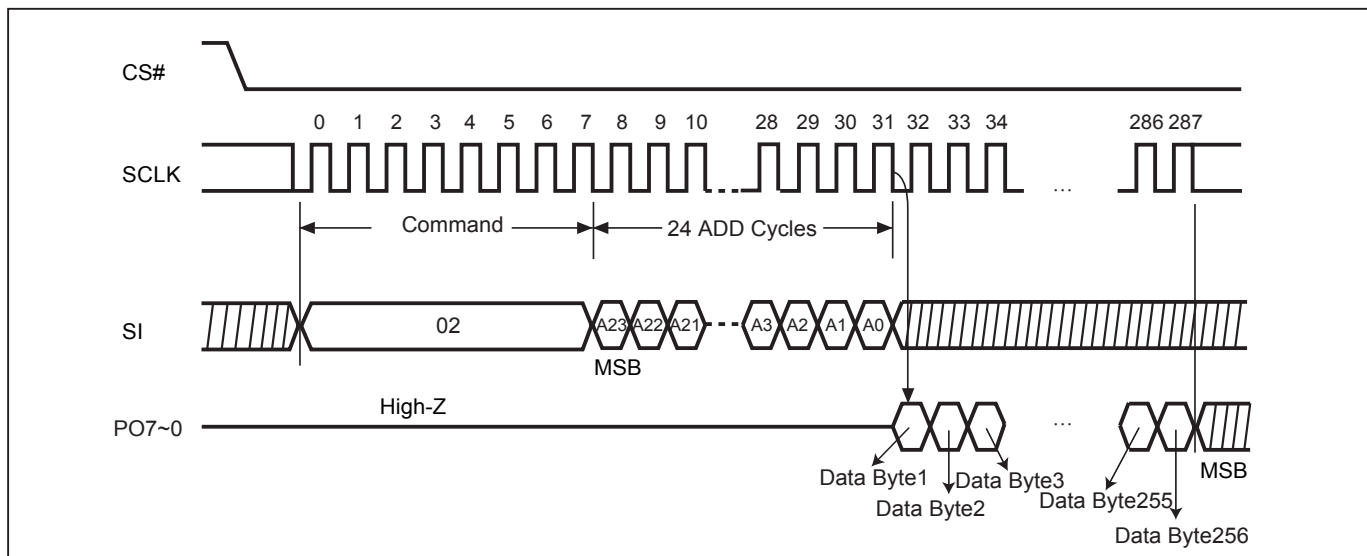 CS#
0 1 2 3 4 5 6 7 8 9 10 28 29 30 31 32 33 34 286 287
SCLK
...
Command
24 ADD Cycles
SI
02
A23 A22 A21 A3 A2 A1 A0
MSB
High-Z
PO7~0
...
MSB
Data Byte1
Data Byte2
Data Byte3
Data Byte255
Data Byte256